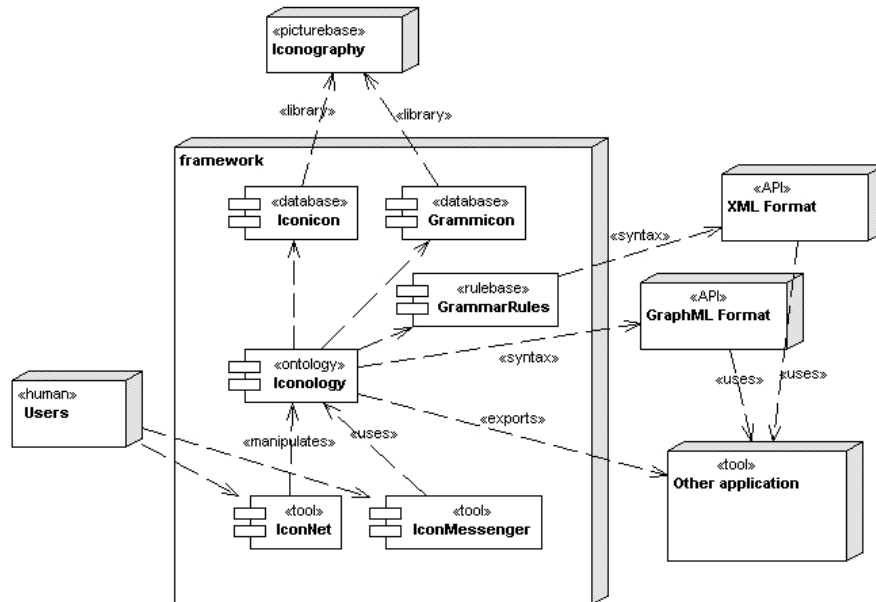 «picturebase»
Iconography
«library»
«library»
framework
«database»
Iconicon
«database»
Grammicon
«API»
XML Format
«syntax»
«rulebase»
GrammarRules
«API»
GraphML Format
«ontology»
Iconology
«syntax»
«uses»
«uses»
«human»
Users
«manipulates»
«uses»
«exports»
«tool»
Other application
«tool»
IconNet
«tool»
IconMessenger